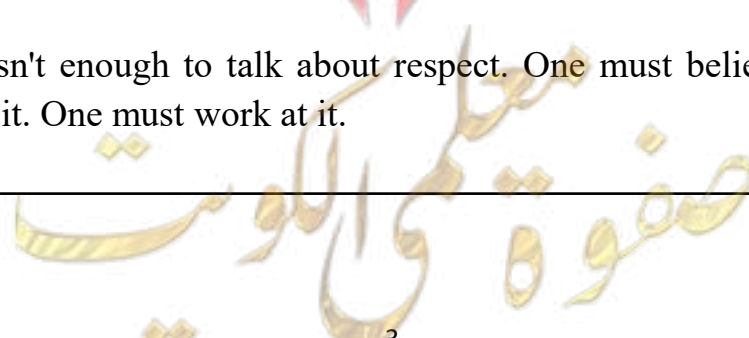 sn't enough to talk about respect. One must belie
it. One must work at it.
صفوة معلمي الكويت